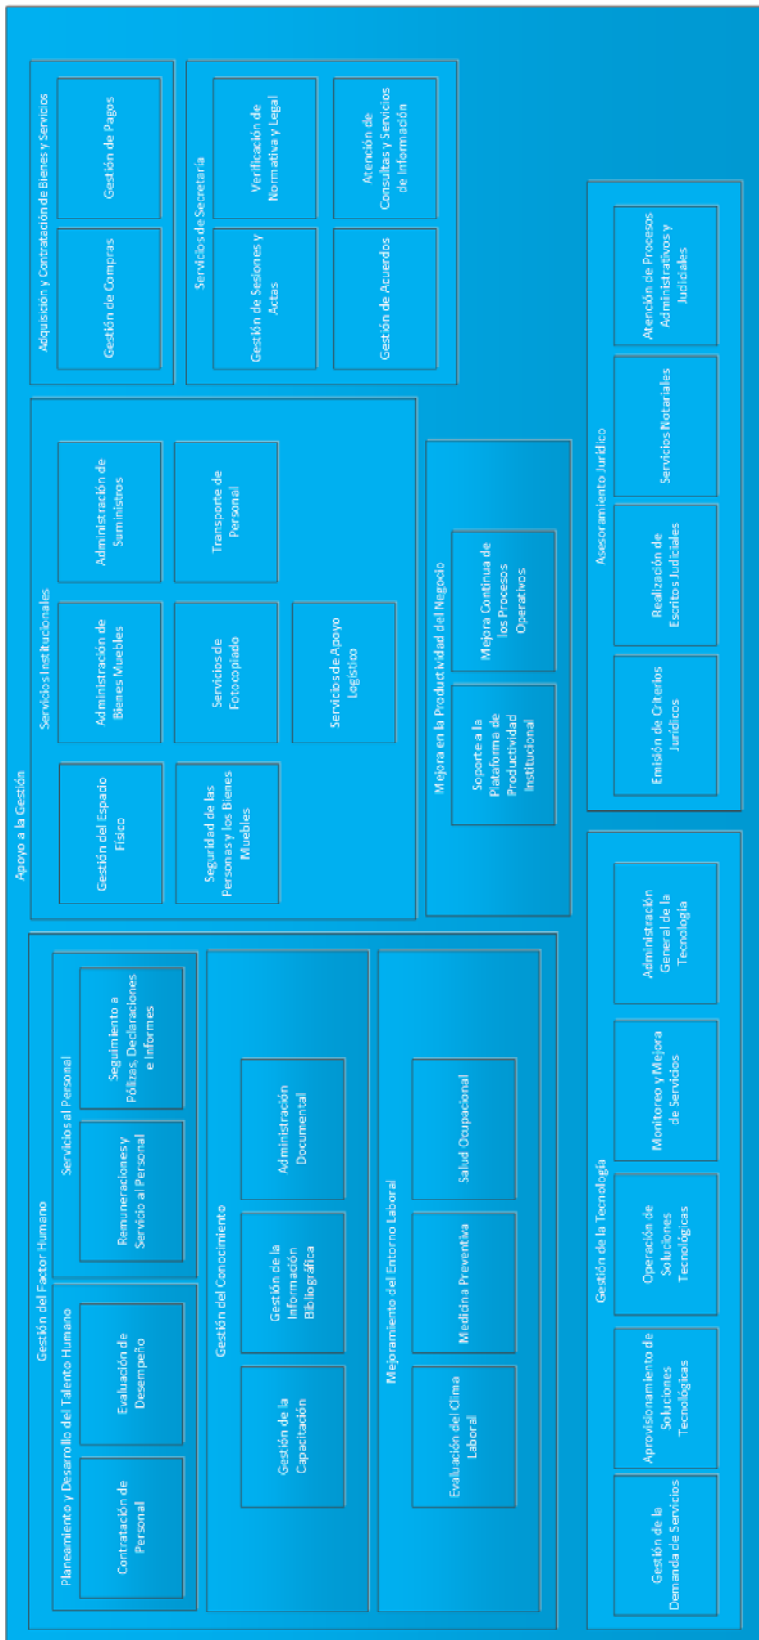 Apoyo a la Gestión
Gestión del Factor Humano
Planeamiento y Desarrollo del Talento Humano
Contratación de
Personal
Evaluación de
Desempeño
Servicios al Personal
Remuneraciones y
Servicio al Personal
Seguimiento a
Pólizas, Declaraciones
e Informes
Gestión del Conocimiento
Gestión de la
Capacitación
Gestión de la
Información
Bibliográfica
Administración
Documental
Mejoramiento del Entorno Laboral
Evaluación del Clima
Laboral
Medicina Preventiva
Salud Ocupacional
Servicios Institucionales
Gestión del Espacio
Físico
Administración de
Bienes Muebles
Administración de
Suministros
Seguridad de las
Personas y los Bienes
Muebles
Servicios de
Fotocopiado
Transporte de
Personal
Servicios de Apoyo
Logístico
Adquisición y Contratación de Bienes y Servicios
Gestión de Compras
Gestión de Pagos
Servicios de Secretaría
Gestión de Sesiones y
Actas
Verificación de
Normativa y Legal
Gestión de Acuerdos
Atención de
Consultas y Servicios
de Información
Mejora en la Productividad del Negocio
Soporte a la
Plataforma de
Productividad
Institucional
Mejora Continua de
los Procesos
Operativos
Gestión de la Tecnología
Gestión de la
Demanda de Servicios
Aprovisionamiento de
Soluciones
Tecnológicas
Operación de
Soluciones
Tecnológicas
Monitoreo y Mejora
de Servicios
Administración
General de la
Tecnología
Asesoramiento Jurídico
Emisión de Criterios
Jurídicos
Realización de
Escritos Judiciales
Servicios Notariales
Atención de Procesos
Administrativos y
Judiciales